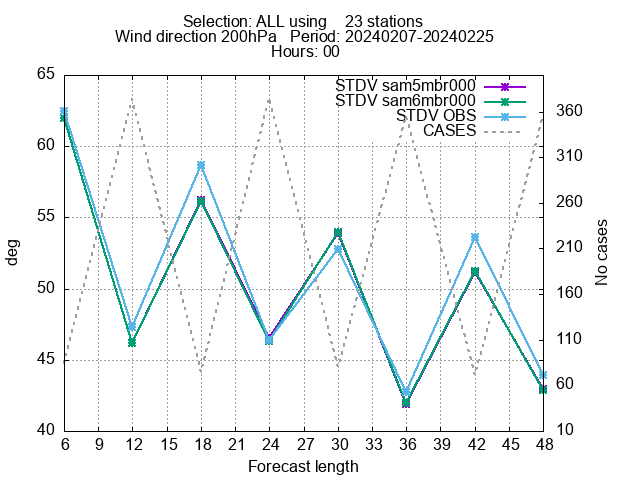 Selection: ALL using    23 stations
Wind direction 200hPa   Period: 20240207-20240225
Hours: 00
STDV sam5mbr000
STDV sam6mbr000
STDV OBS
CASES
65
60
55
50
45
40
deg
360
310
260
210
160
110
60
10
No cases
6 9 12 15 18 21 24 27 30 33 36 39 42 45 48
Forecast length